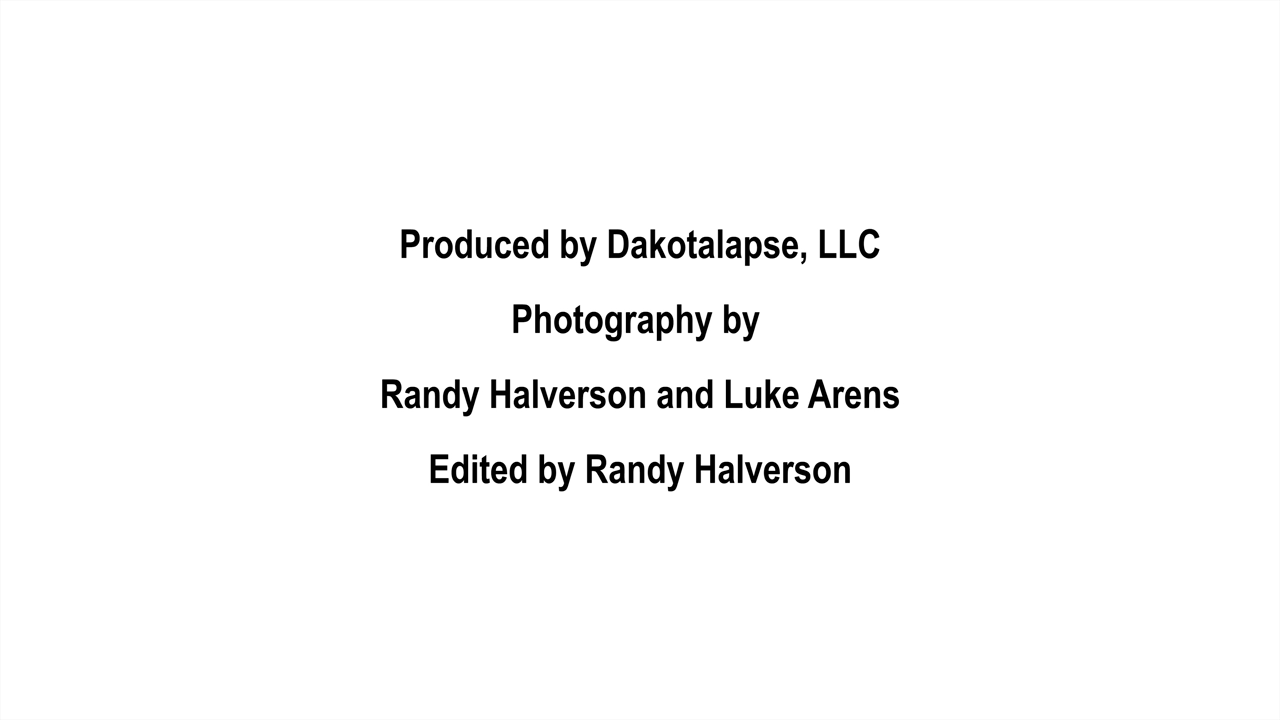 Produced by Dakotalapse, LLC
Photography by
Randy Halverson and Luke Arens
Edited by Randy Halverson